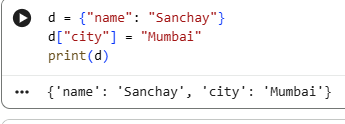 d = {"name": "Sanchay"}
d["city"] = "Mumbai"
print(d)
{'name': 'Sanchay', 'city': 'Mumbai'}